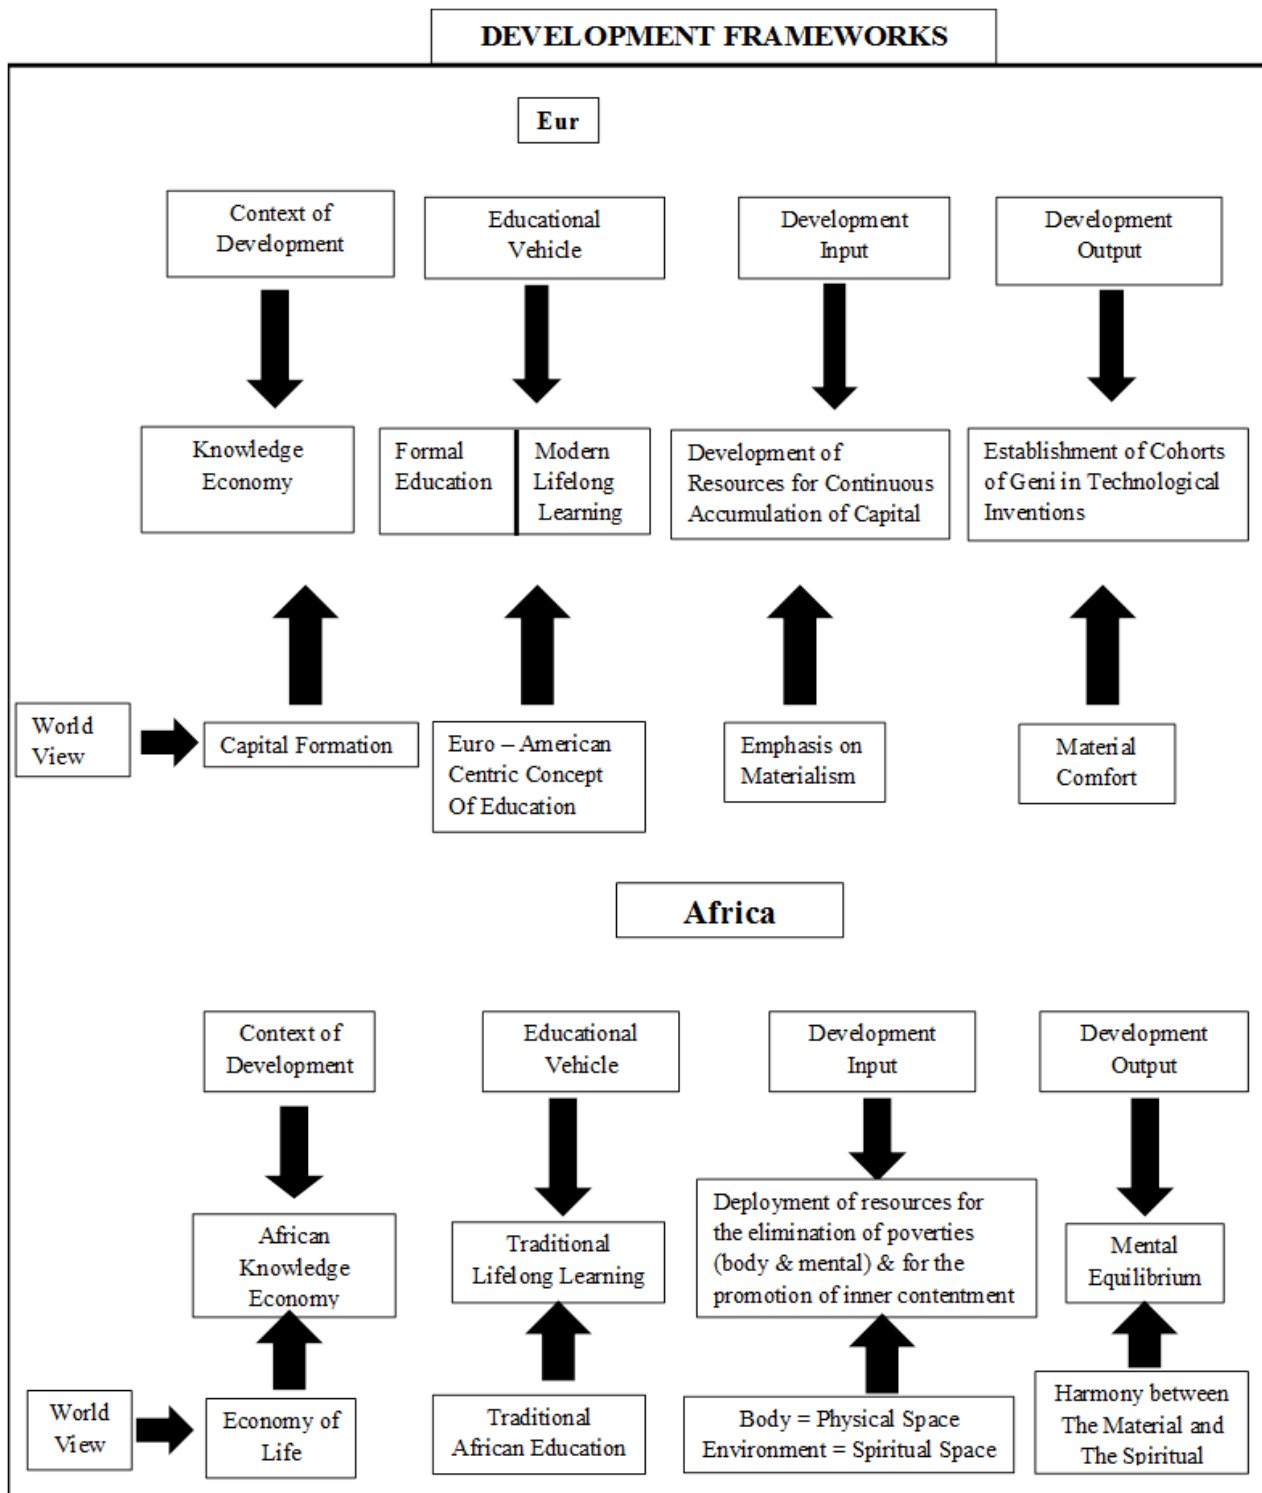 DEVELOPMENT FRAMEWORKS
Eur
Context of
Development
Educational
Vehicle
Development
Input
Development
Output
Knowledge
Economy
Formal
Education
Modern
Lifelong
Learning
Development of
Resources for Continuous
Accumulation of Capital
Establishment of Cohorts
of Geni in Technological
Inventions
World
View
Capital Formation
Euro – American
Centric Concept
Of Education
Emphasis on
Materialism
Material
Comfort
Africa
Context of
Development
Educational
Vehicle
Development
Input
Development
Output
African
Knowledge
Economy
Traditional
Lifelong Learning
Deployment of resources for
the elimination of poverties
(body & mental) & for the
promotion of inner contentment
Mental
Equilibrium
World
View
Economy of
Life
Traditional
African Education
Body = Physical Space
Environment = Spiritual Space
Harmony between
The Material and
The Spiritual